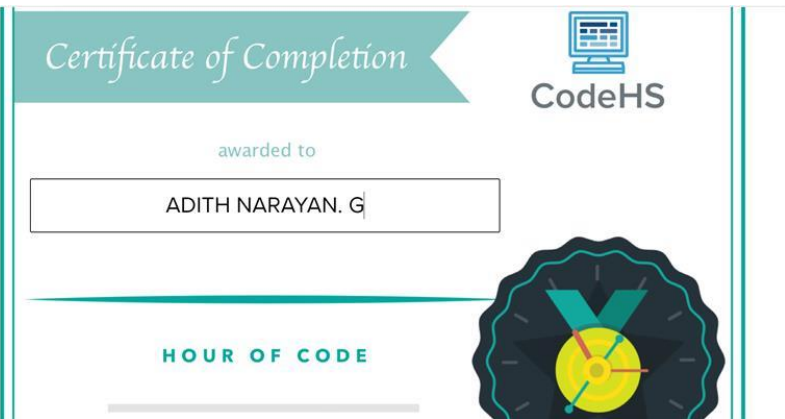 Certificate of Completion
CodeHS
awarded to
ADITH NARAYAN. G
HOUR OF CODE